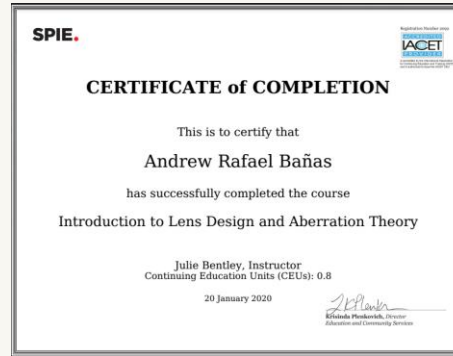 SPIE.
IACET
CERTIFICATE of COMPLETION
This is to certify that
Andrew Rafael Bañas
has successfully completed the course
Introduction to Lens Design and Aberration Theory
Julie Bentley, Instructor
Continuing Education Units (CEUs): 0.8
20 January 2020
Krisinda Plenkovich, Director
Education and Community Services